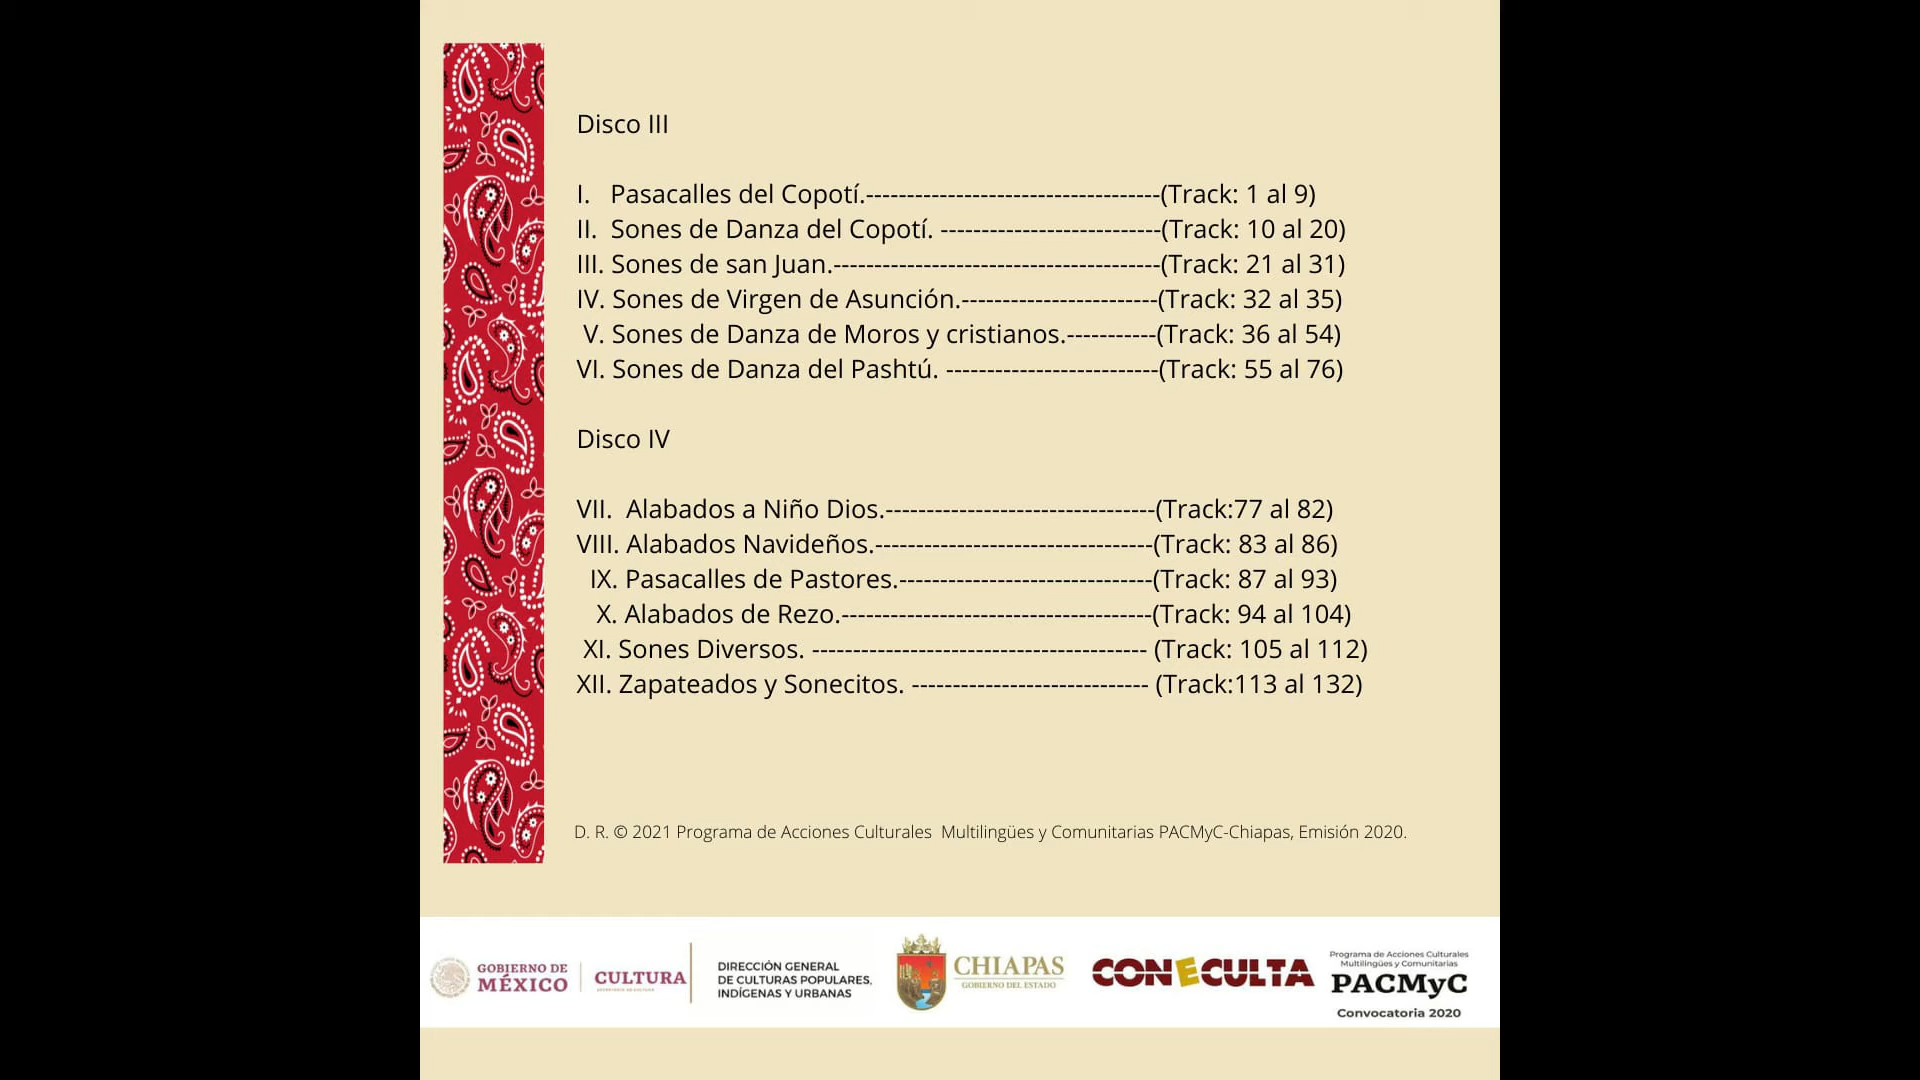 Disco III
I. Pasacalles del Copotí.------------------------------------(Track: 1 al 9)
II. Sones de Danza del Copotí. ---------------------------(Track: 10 al 20)
III. Sones de san Juan.----------------------------------------(Track: 21 al 31)
IV. Sones de Virgen de Asunción.------------------------(Track: 32 al 35)
V. Sones de Danza de Moros y cristianos.-----------(Track: 36 al 54)
VI. Sones de Danza del Pashtú. --------------------------(Track: 55 al 76)
Disco IV
VII. Alabados a Niño Dios.---------------------------------(Track:77 al 82)
VIII. Alabados Navideños.----------------------------------(Track: 83 al 86)
IX. Pasacalles de Pastores.-------------------------------(Track: 87 al 93)
X. Alabados de Rezo.--------------------------------------(Track: 94 al 104)
XI. Sones Diversos. ----------------------------------------- (Track: 105 al 112)
XII. Zapateados y Sonecitos. ----------------------------- (Track:113 al 132)
D. R. © 2021 Programa de Acciones Culturales Multilingües y Comunitarias PACMyC-Chiapas, Emisión 2020.
GOBIERNO DE
MÉXICO
CULTURA
DIRECCIÓN GENERAL
DE CULTURAS POPULARES,
INDÍGENAS Y URBANAS
CHIAPAS
GOBIERNO DEL ESTADO
CONECULTA
Programa de Acciones Culturales
Multilingües y Comunitarias
PACMyC
Convocatoria 2020